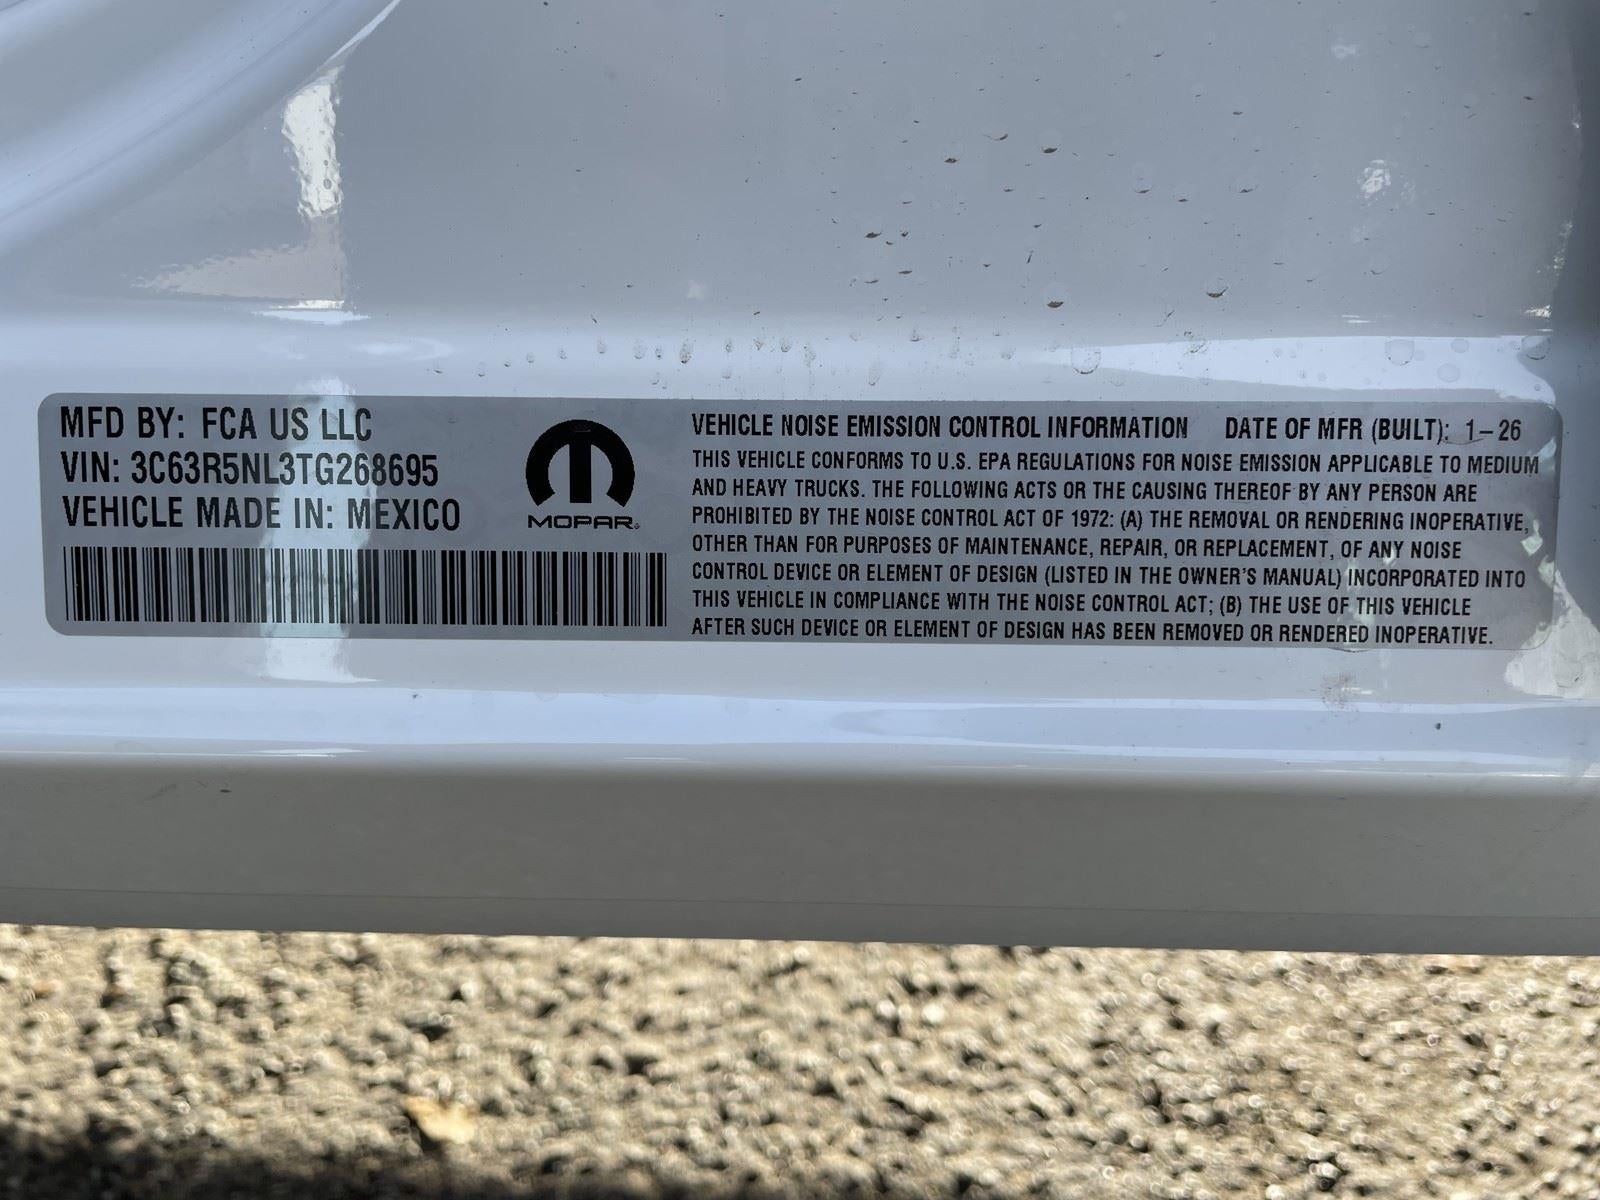 MFD BY: FCA US LLC
VIN: 3C63R5NL3TG268695
VEHICLE MADE IN: MEXICO
MOPAR
VEHICLE NOISE EMISSION CONTROL INFORMATION DATE OF MFR (BUILT): 1-26
THIS VEHICLE CONFORMS TO U.S. EPA REGULATIONS FOR NOISE EMISSION APPLICABLE TO MEDIUM
AND HEAVY TRUCKS. THE FOLLOWING ACTS OR THE CAUSING THEREOF BY ANY PERSON ARE
PROHIBITED BY THE NOISE CONTROL ACT OF 1972: (A) THE REMOVAL OR RENDERING INOPERATIVE,
OTHER THAN FOR PURPOSES OF MAINTENANCE, REPAIR, OR REPLACEMENT, OF ANY NOISE
CONTROL DEVICE OR ELEMENT OF DESIGN (LISTED IN THE OWNER'S MANUAL) INCORPORATED INTO
THIS VEHICLE IN COMPLIANCE WITH THE NOISE CONTROL ACT; (B) THE USE OF THIS VEHICLE
AFTER SUCH DEVICE OR ELEMENT OF DESIGN HAS BEEN REMOVED OR RENDERED INOPERATIVE.